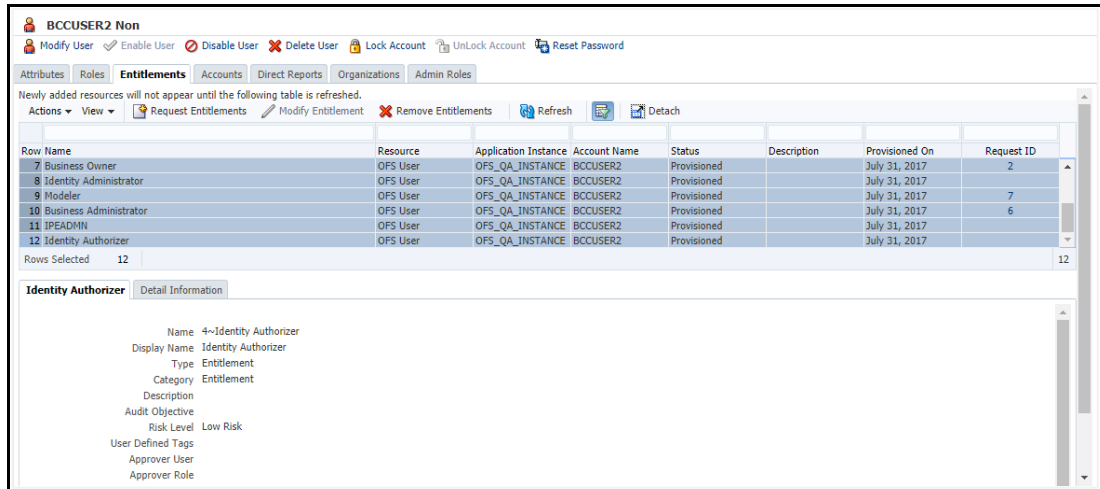 BCCUSER2 Non
Modify User Enable User Disable User Delete User Lock Account UnLock Account Reset Password
Attributes Roles Entitlements Accounts Direct Reports Organizations Admin Roles
Newly added resources will not appear until the following table is refreshed.
Actions View Request Entitlements Modify Entitlement Remove Entitlements Refresh Detach
Row Name Resource Application Instance Account Name Status Description Provisioned On Request ID
7 Business Owner OFS User OFS_QA_INSTANCE BCCUSER2 Provisioned July 31, 2017 2
8 Identity Administrator OFS User OFS_QA_INSTANCE BCCUSER2 Provisioned July 31, 2017
9 Modeler OFS User OFS_QA_INSTANCE BCCUSER2 Provisioned July 31, 2017 7
10 Business Administrator OFS User OFS_QA_INSTANCE BCCUSER2 Provisioned July 31, 2017 6
11 IPEADMN OFS User OFS_QA_INSTANCE BCCUSER2 Provisioned July 31, 2017
12 Identity Authorizer OFS User OFS_QA_INSTANCE BCCUSER2 Provisioned July 31, 2017
Rows Selected 12 12
Identity Authorizer Detail Information
Name 4~Identity Authorizer
Display Name Identity Authorizer
Type Entitlement
Category Entitlement
Description
Audit Objective
Risk Level Low Risk
User Defined Tags
Approver User
Approver Role